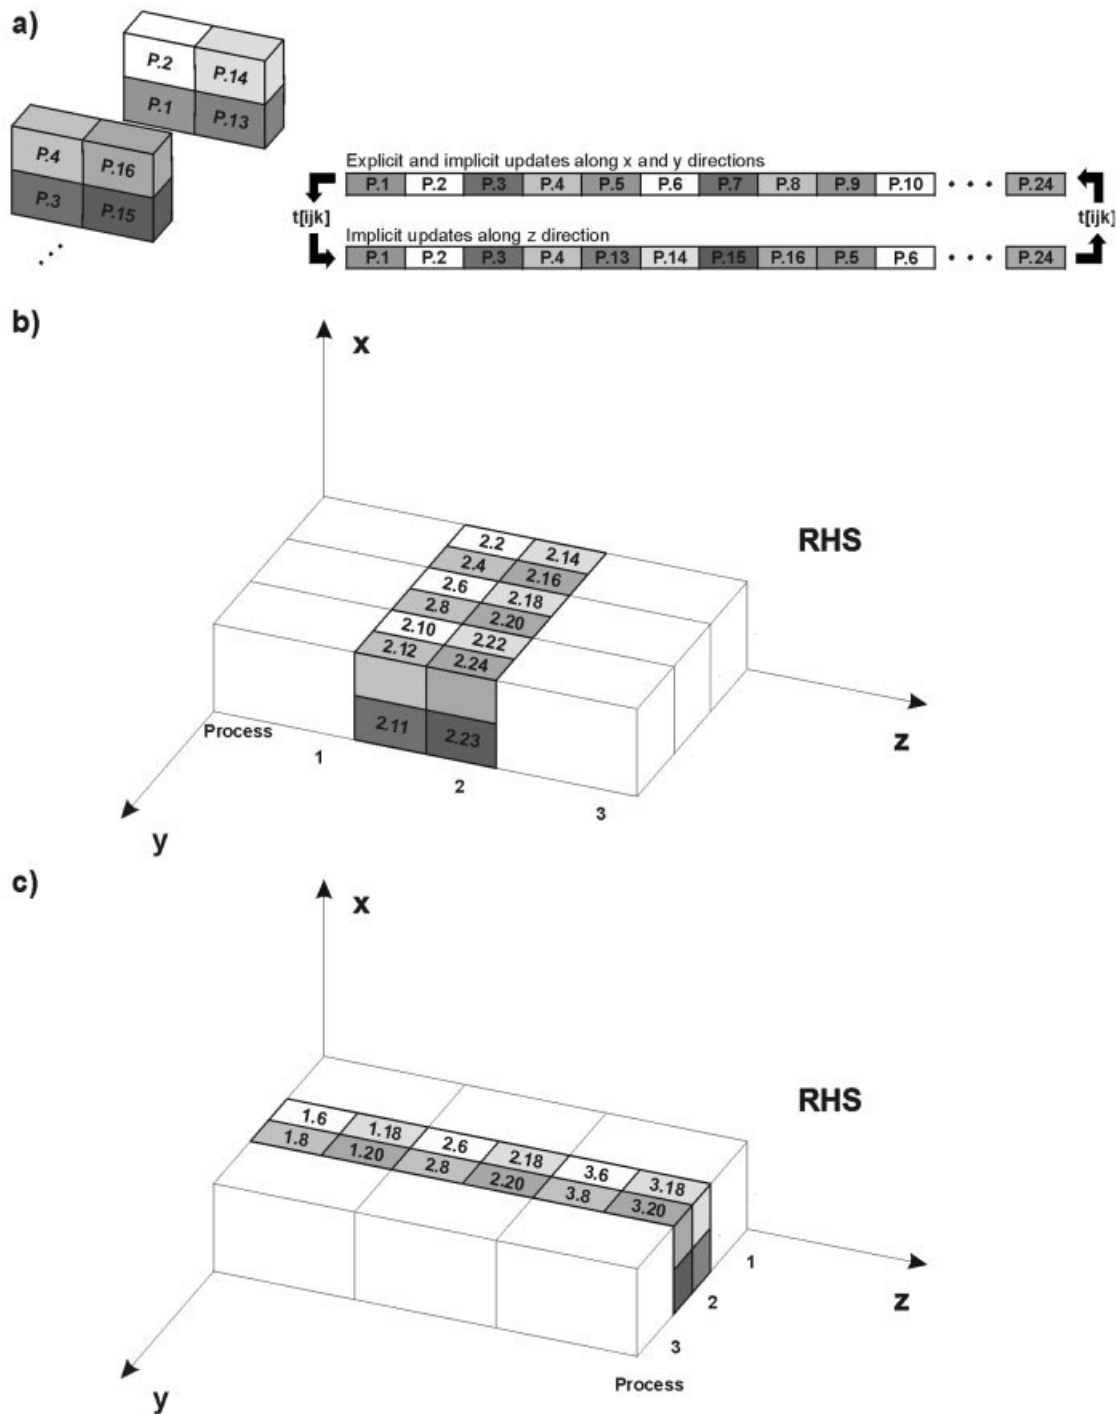 a)
P.2 P.14
P.1 P.13
P.4 P.16
P.3 P.15
Explicit and implicit updates along x and y directions
P.1 P.2 P.3 P.4 P.5 P.6 P.7 P.8 P.9 P.10 • • • P.24
t[ijk] t[ijk]
Implicit updates along z direction
P.1 P.2 P.3 P.4 P.13 P.14 P.15 P.16 P.5 P.6 • • • P.24
b)
x
RHS
2.2 2.14
2.4 2.16
2.6 2.18
2.8 2.20
2.10 2.22
2.12 2.24
2.11 2.23
Process
1
2
3
z
y
c)
x
RHS
1.6 1.18 2.6 2.18 3.6 3.18
1.8 1.20 2.8 2.20 3.8 3.20
1
2
3
Process
z
y